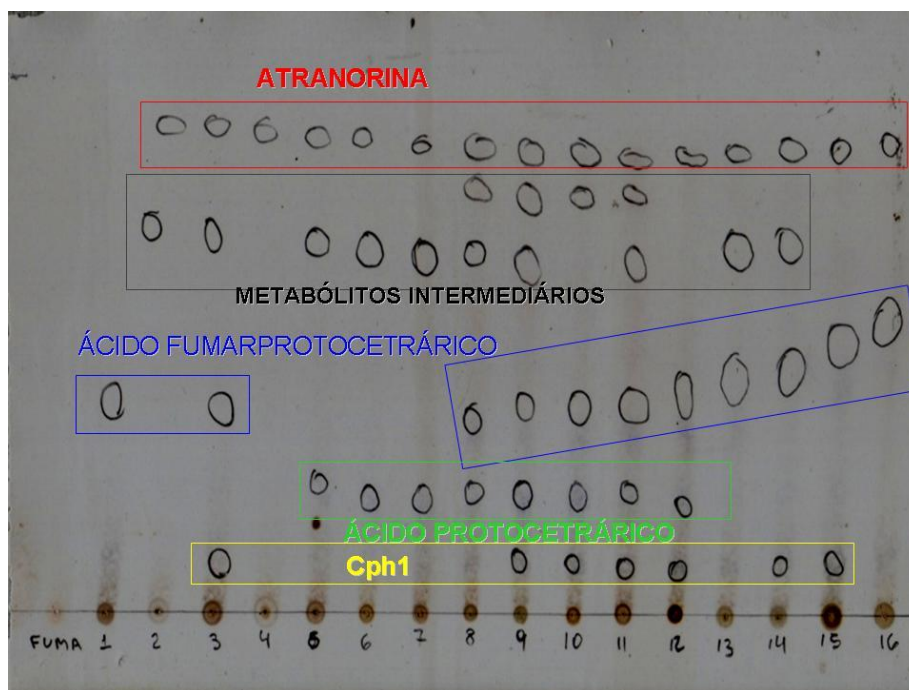 ATRANORINA
METABÓLITOS INTERMEDIÁRIOS
ÁCIDO FUMARPROTOCETRÁRICO
ÁCIDO PROTOCETRÁRICO
Cph1
FUMA 1 2 3 4 5 6 7 8 9 10 11 12 13 14 15 16